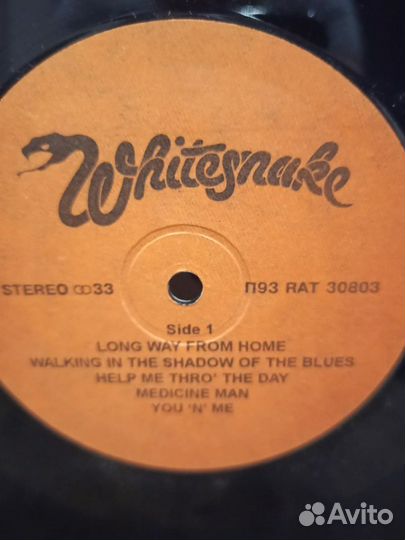 Whitesnake
STEREO ↀ 33 П93 RAT 30803
Side 1
LONG WAY FROM HOME
WALKING IN THE SHADOW OF THE BLUES
HELP ME THRO' THE DAY
MEDICINE MAN
YOU 'N' ME
Avito